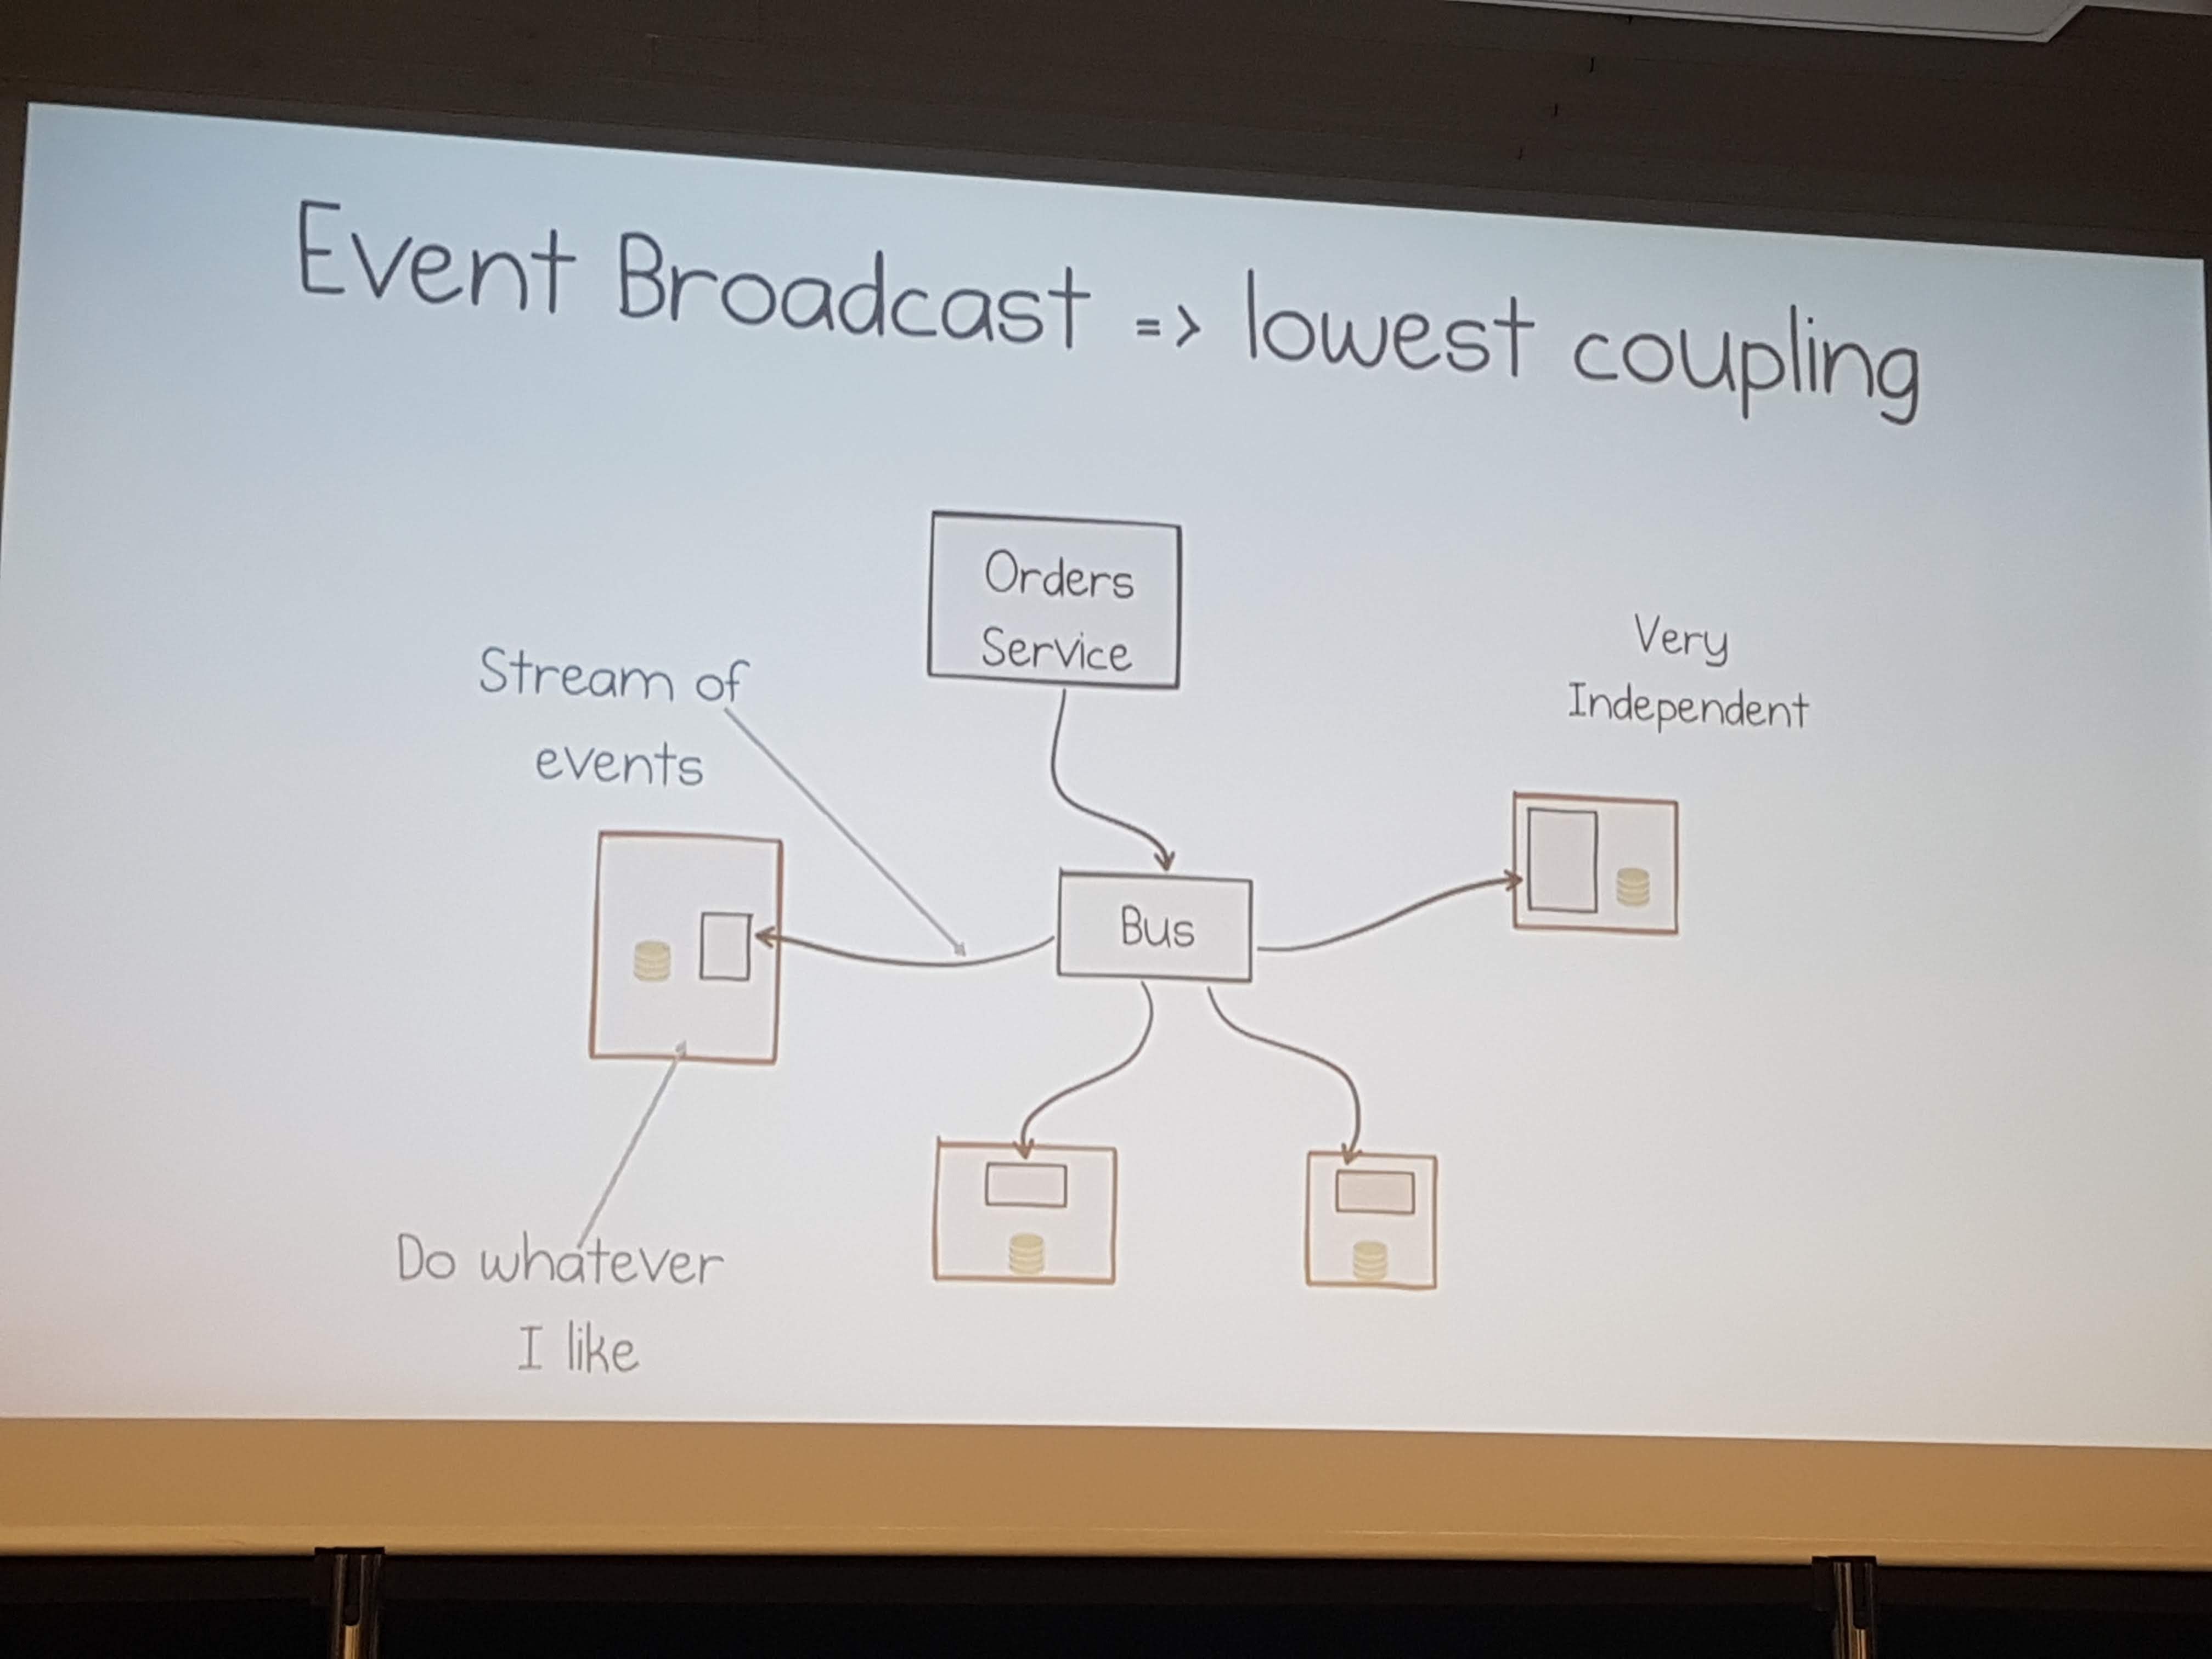 Event Broadcast => lowest coupling
Orders
Service
Stream of
events
Very
Independent
Bus
Do whatever
I like